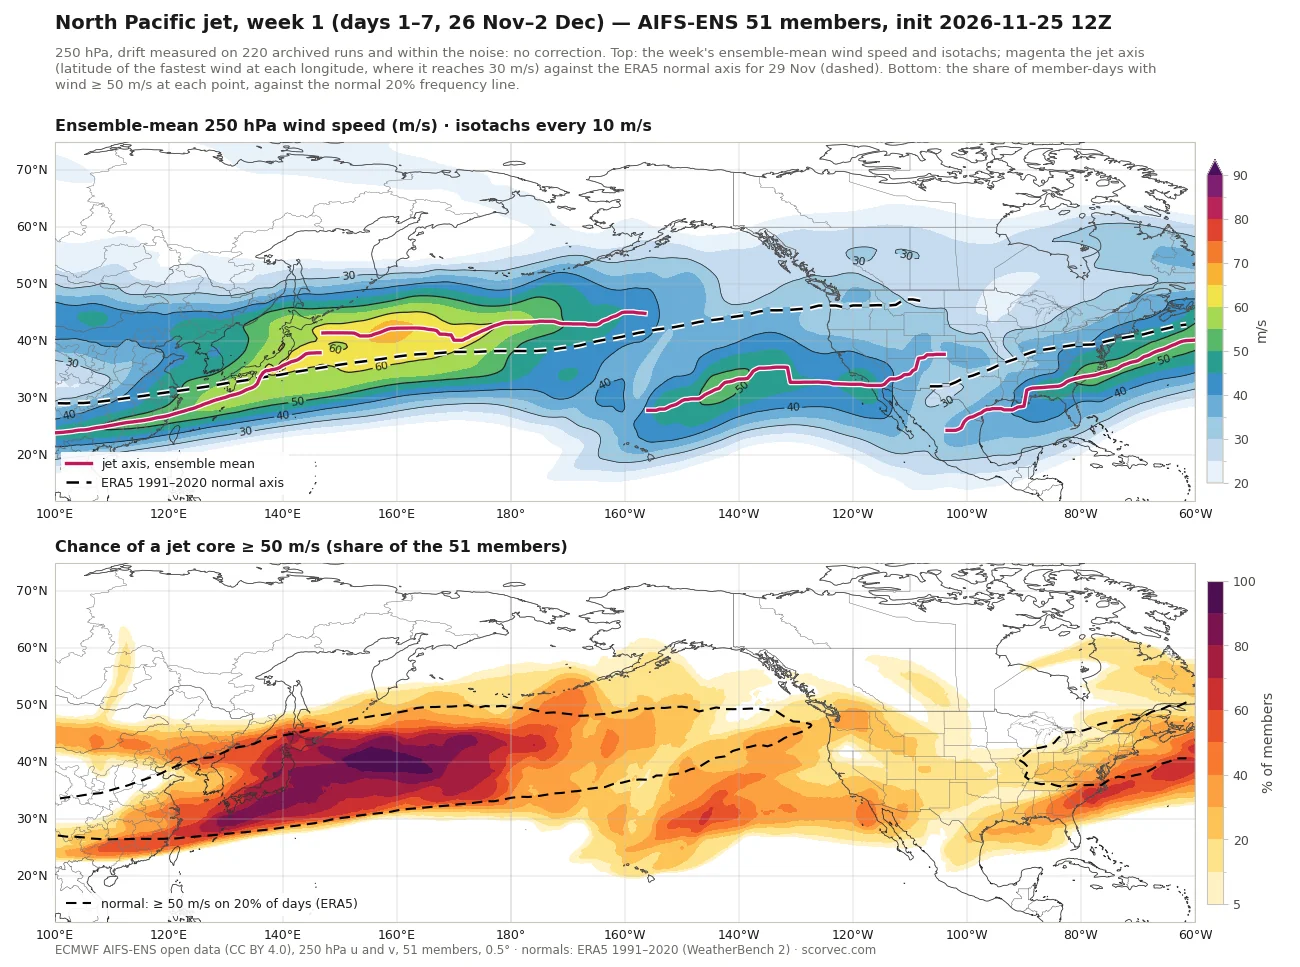 North Pacific jet, week 1 (days 1–7, 26 Nov–2 Dec) — AIFS-ENS 51 members, init 2026-11-25 12Z
250 hPa, drift measured on 220 archived runs and within the noise: no correction. Top: the week's ensemble-mean wind speed and isotachs; magenta the jet axis
(latitude of the fastest wind at each longitude, where it reaches 30 m/s) against the ERA5 normal axis for 29 Nov (dashed). Bottom: the share of member-days with
wind ≥ 50 m/s at each point, against the normal 20% frequency line.
Ensemble-mean 250 hPa wind speed (m/s) · isotachs every 10 m/s
70°N
60°N
50°N
40°N
30°N
20°N
30
30
30
60
60
30
40
50
40
30
40
50
40
30
50
40
jet axis, ensemble mean
ERA5 1991–2020 normal axis
100°E 120°E 140°E 160°E 180° 160°W 140°W 120°W 100°W 80°W 60°W
90
80
70
60
50
40
30
20
m/s
Chance of a jet core ≥ 50 m/s (share of the 51 members)
70°N
60°N
50°N
40°N
30°N
20°N
normal: ≥ 50 m/s on 20% of days (ERA5)
100°E 120°E 140°E 160°E 180° 160°W 140°W 120°W 100°W 80°W 60°W
100
80
60
40
20
5
% of members
ECMWF AIFS-ENS open data (CC BY 4.0), 250 hPa u and v, 51 members, 0.5° · normals: ERA5 1991–2020 (WeatherBench 2) · scorvec.com